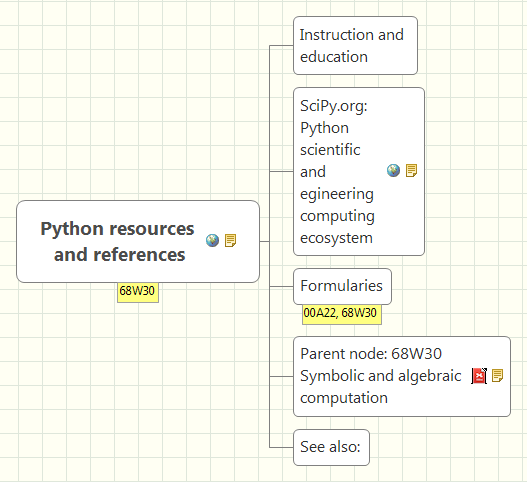 Instruction and
education
SciPy.org:
Python
scientific
and
egineering
computing
ecosystem
Python resources
and references
68W30
Formularies
00A22, 68W30
Parent node: 68W30
Symbolic and algebraic
computation
See also: